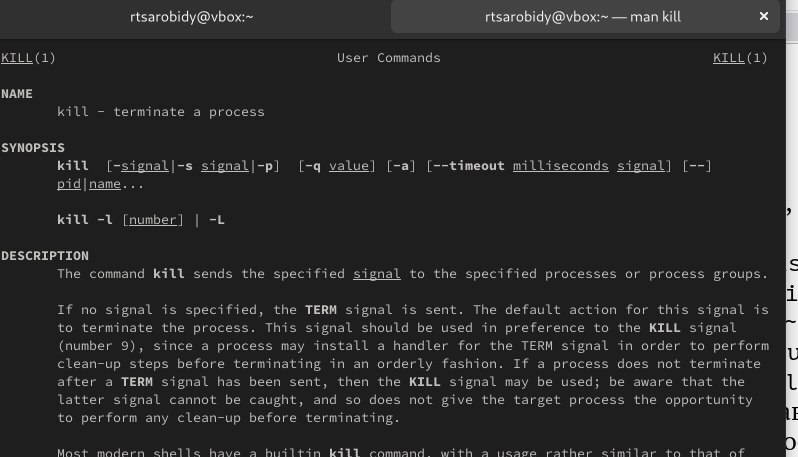 rtsarobidy@vbox:~ rtsarobidy@vbox:~ — man kill ×
KILL(1) User Commands KILL(1)
NAME
kill - terminate a process
SYNOPSIS
kill [-signal|-s signal|-p] [-q value] [-a] [--timeout milliseconds signal] [--]
pid|name...
kill -l [number] | -L
DESCRIPTION
The command kill sends the specified signal to the specified processes or process groups.
If no signal is specified, the TERM signal is sent. The default action for this signal is
to terminate the process. This signal should be used in preference to the KILL signal
(number 9), since a process may install a handler for the TERM signal in order to perform
clean-up steps before terminating in an orderly fashion. If a process does not terminate
after a TERM signal has been sent, then the KILL signal may be used; be aware that the
latter signal cannot be caught, and so does not give the target process the opportunity
to perform any clean-up before terminating.
Most modern shells have a builtin kill command, with a usage rather similar to that of